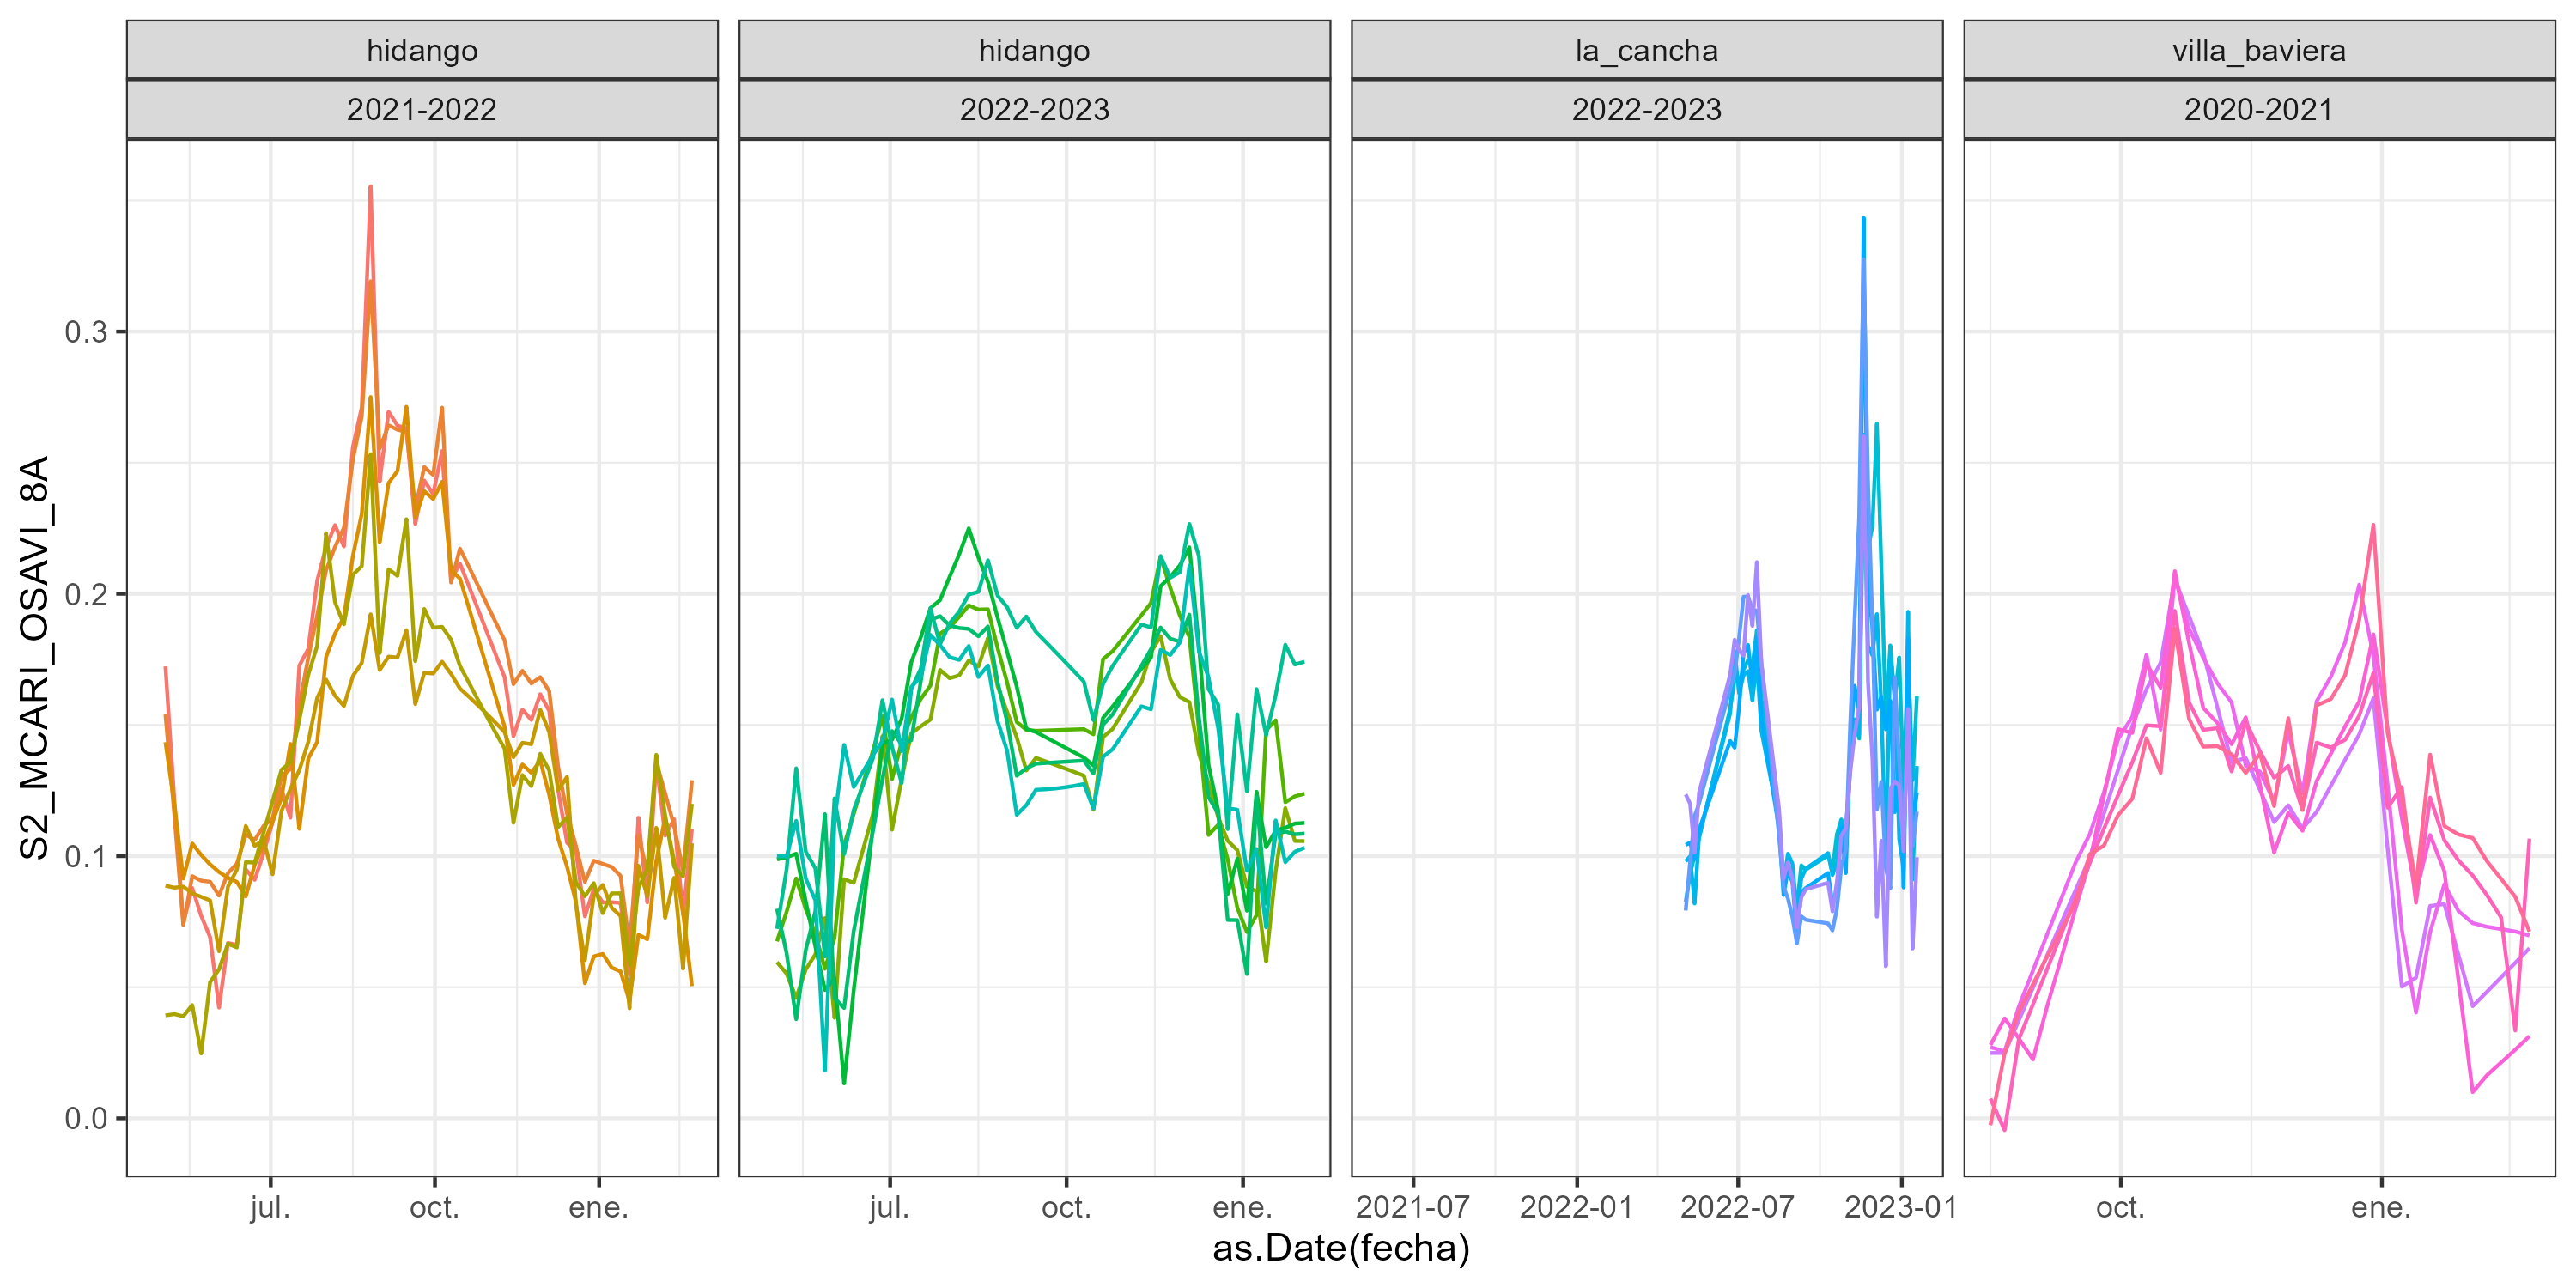 hidango
hidango
la_cancha
villa_baviera
2021-2022
2022-2023
2022-2023
2020-2021
S2_MCARI_OSAVI_8A
0.3
0.2
0.1
0.0
jul.
oct.
ene.
jul.
oct.
ene.
2021-07
2022-01
2022-07
2023-01
oct.
ene.
as.Date(fecha)